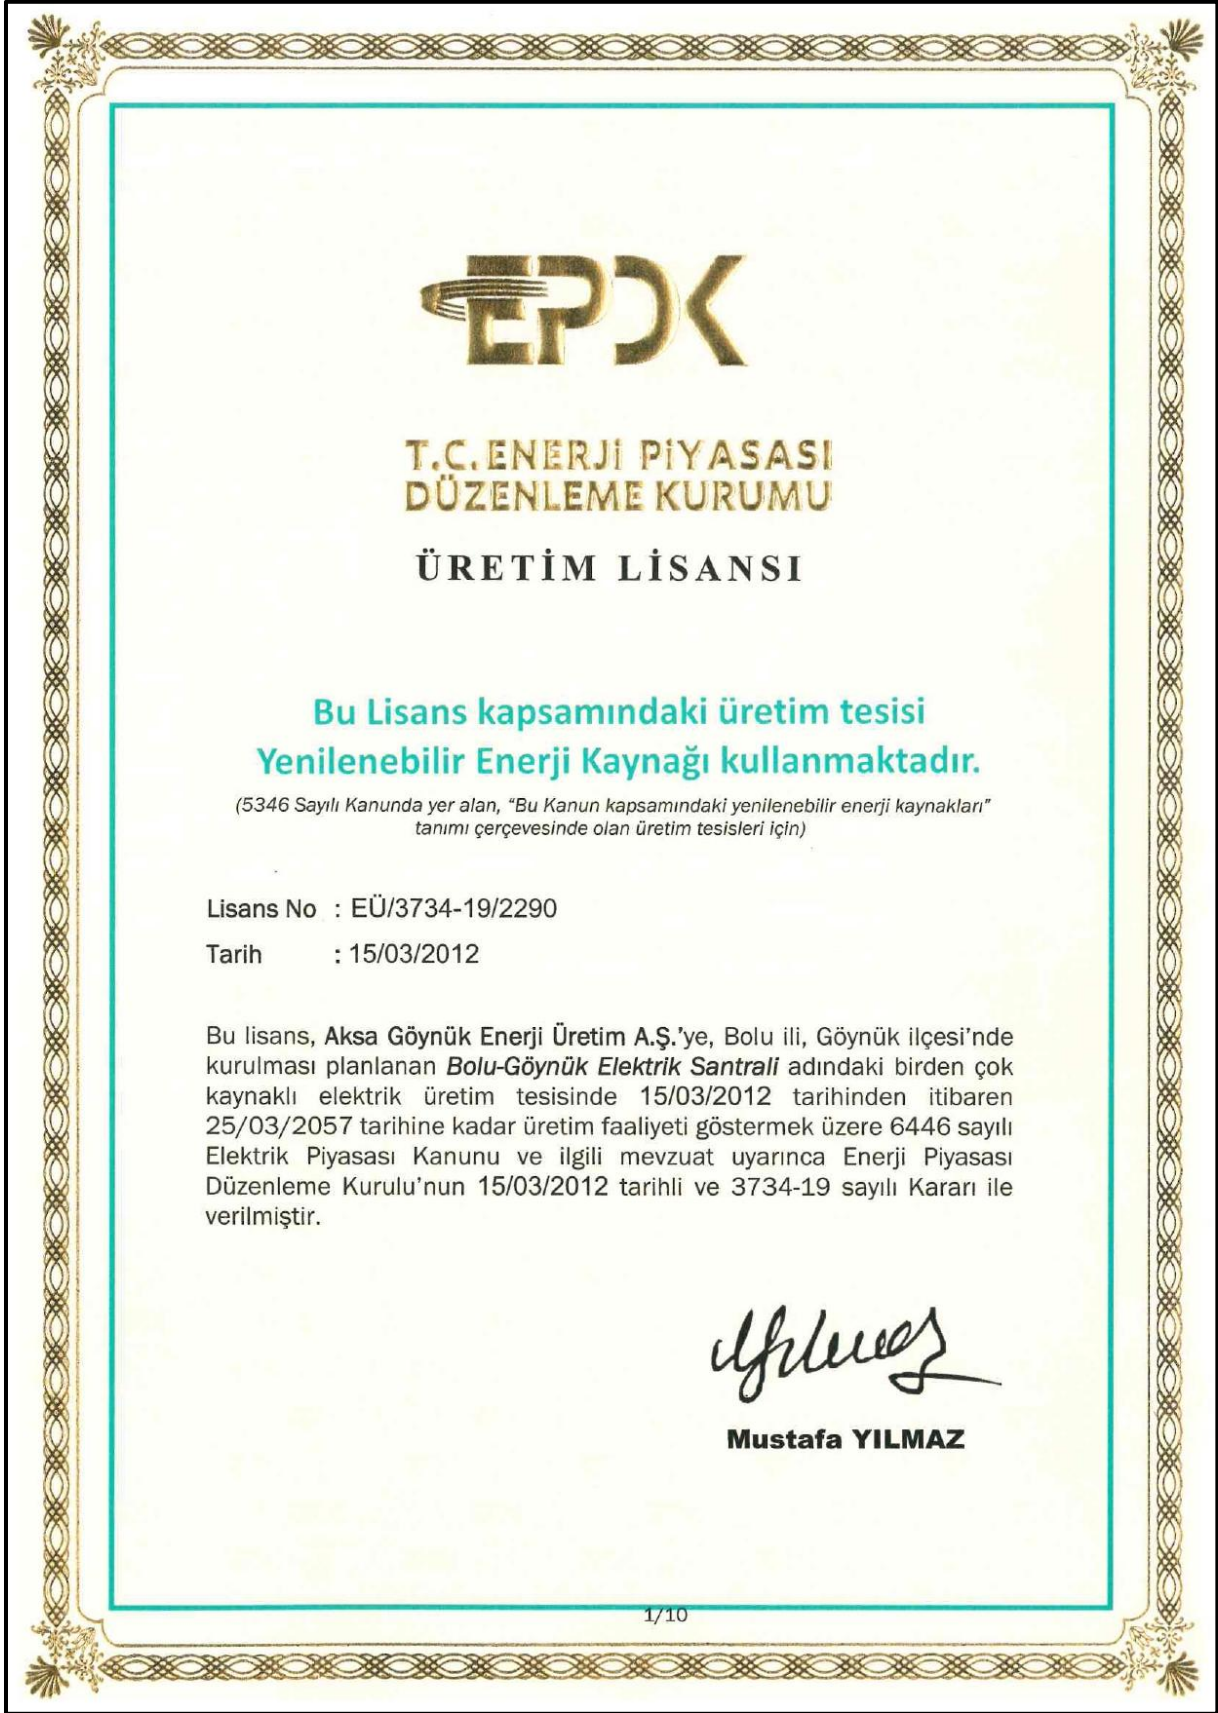 EPDK
T.C. ENERJİ PİYASASI
DÜZENLEME KURUMU
ÜRETİM LİSANSI
Bu Lisans kapsamındaki üretim tesisi
Yenilenebilir Enerji Kaynağı kullanmaktadır.
(5346 Sayılı Kanunda yer alan, “Bu Kanun kapsamındaki yenilenebilir enerji kaynakları”
tanımı çerçevesinde olan üretim tesisleri için)
Lisans No : EÜ/3734-19/2290
Tarih : 15/03/2012
Bu lisans, Aksa Göynük Enerji Üretim A.Ş.'ye, Bolu ili, Göynük ilçesi'nde
kurulması planlanan Bolu-Göynük Elektrik Santrali adındaki birden çok
kaynaklı elektrik üretim tesisinde 15/03/2012 tarihinden itibaren
25/03/2057 tarihine kadar üretim faaliyeti göstermek üzere 6446 sayılı
Elektrik Piyasası Kanunu ve ilgili mevzuat uyarınca Enerji Piyasası
Düzenleme Kurulu'nun 15/03/2012 tarihli ve 3734-19 sayılı Kararı ile
verilmiştir.
Mustafa YILMAZ
1/10